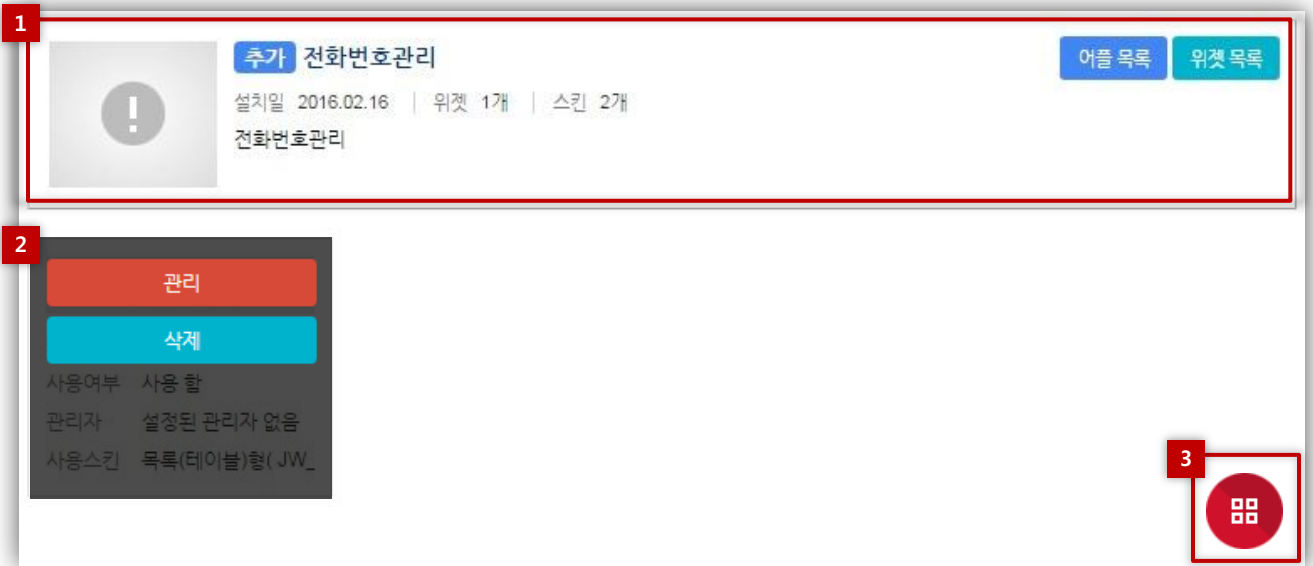 1
추가 전화번호관리
어플 목록 위젯 목록
설치일 2016.02.16 위젯 1개 스킨 2개
전화번호관리
2
관리
삭제
사용여부 사용 함
관리자 설정된 관리자 없음
사용스킨 목록(테이블)형( JW_
3